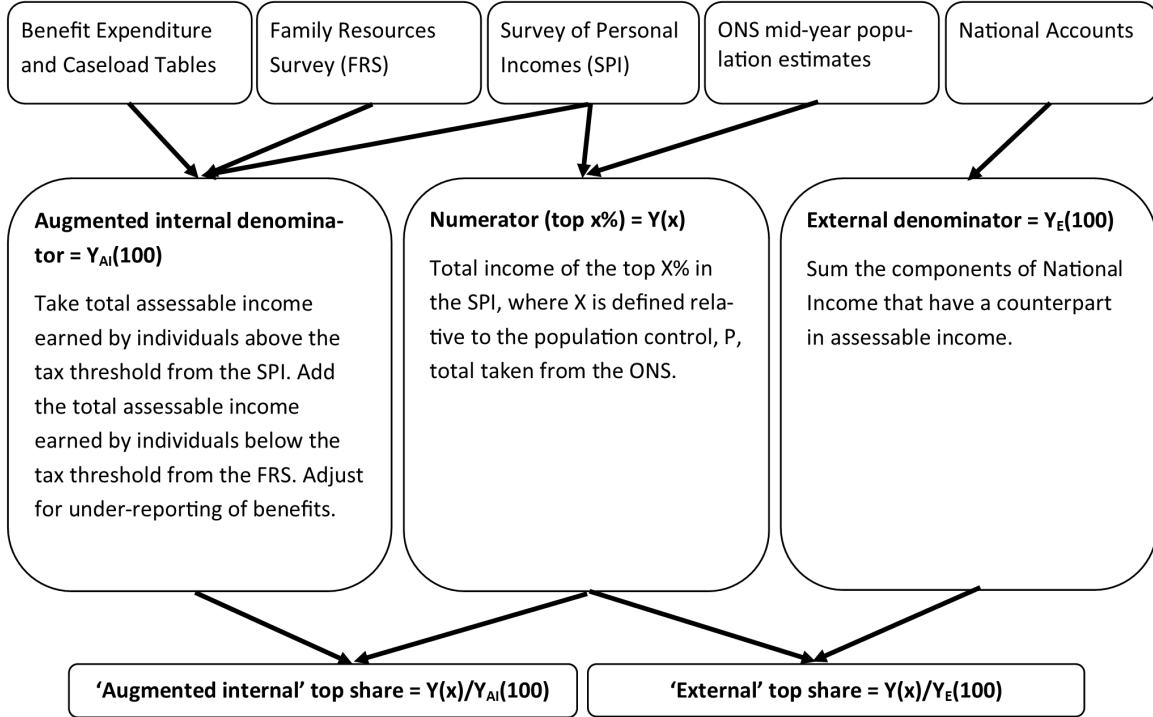 Benefit Expenditure
and Caseload Tables
Family Resources
Survey (FRS)
Survey of Personal
Incomes (SPI)
ONS mid-year popu-
lation estimates
National Accounts
Augmented internal denomina-
tor = Y_AI(100)
Take total assessable income
earned by individuals above the
tax threshold from the SPI. Add
the total assessable income
earned by individuals below the
tax threshold from the FRS. Adjust
for under-reporting of benefits.
Numerator (top x%) = Y(x)
Total income of the top X% in
the SPI, where X is defined rela-
tive to the population control, P,
total taken from the ONS.
External denominator = Y_E(100)
Sum the components of National
Income that have a counterpart
in assessable income.
‘Augmented internal’ top share = Y(x)/Y_AI(100)
‘External’ top share = Y(x)/Y_E(100)